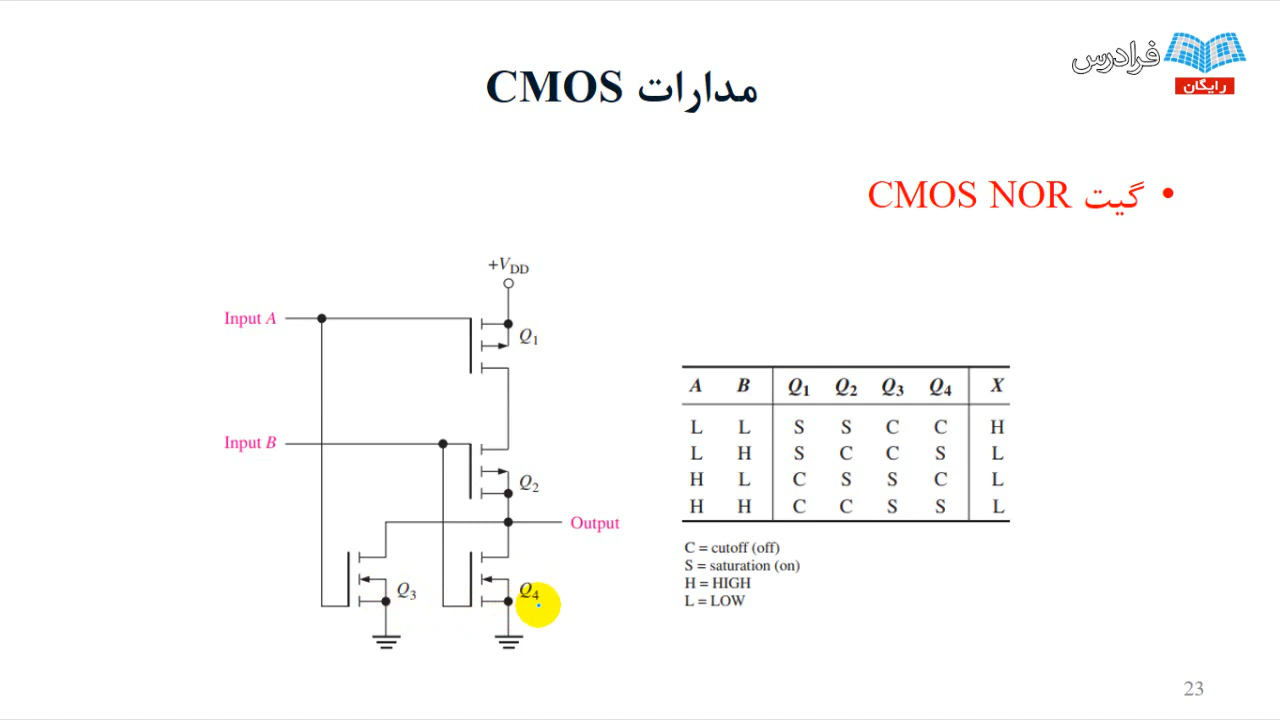 فرادرس
رایگان
مدارات CMOS
• گیت CMOS NOR
+VDD
Input A
Q1
Input B
Q2
Output
Q3
Q4
A B Q1 Q2 Q3 Q4 X
L L S S C C H
L H S C C S L
H L C S S C L
H H C C S S L
C = cutoff (off)
S = saturation (on)
H = HIGH
L = LOW
23